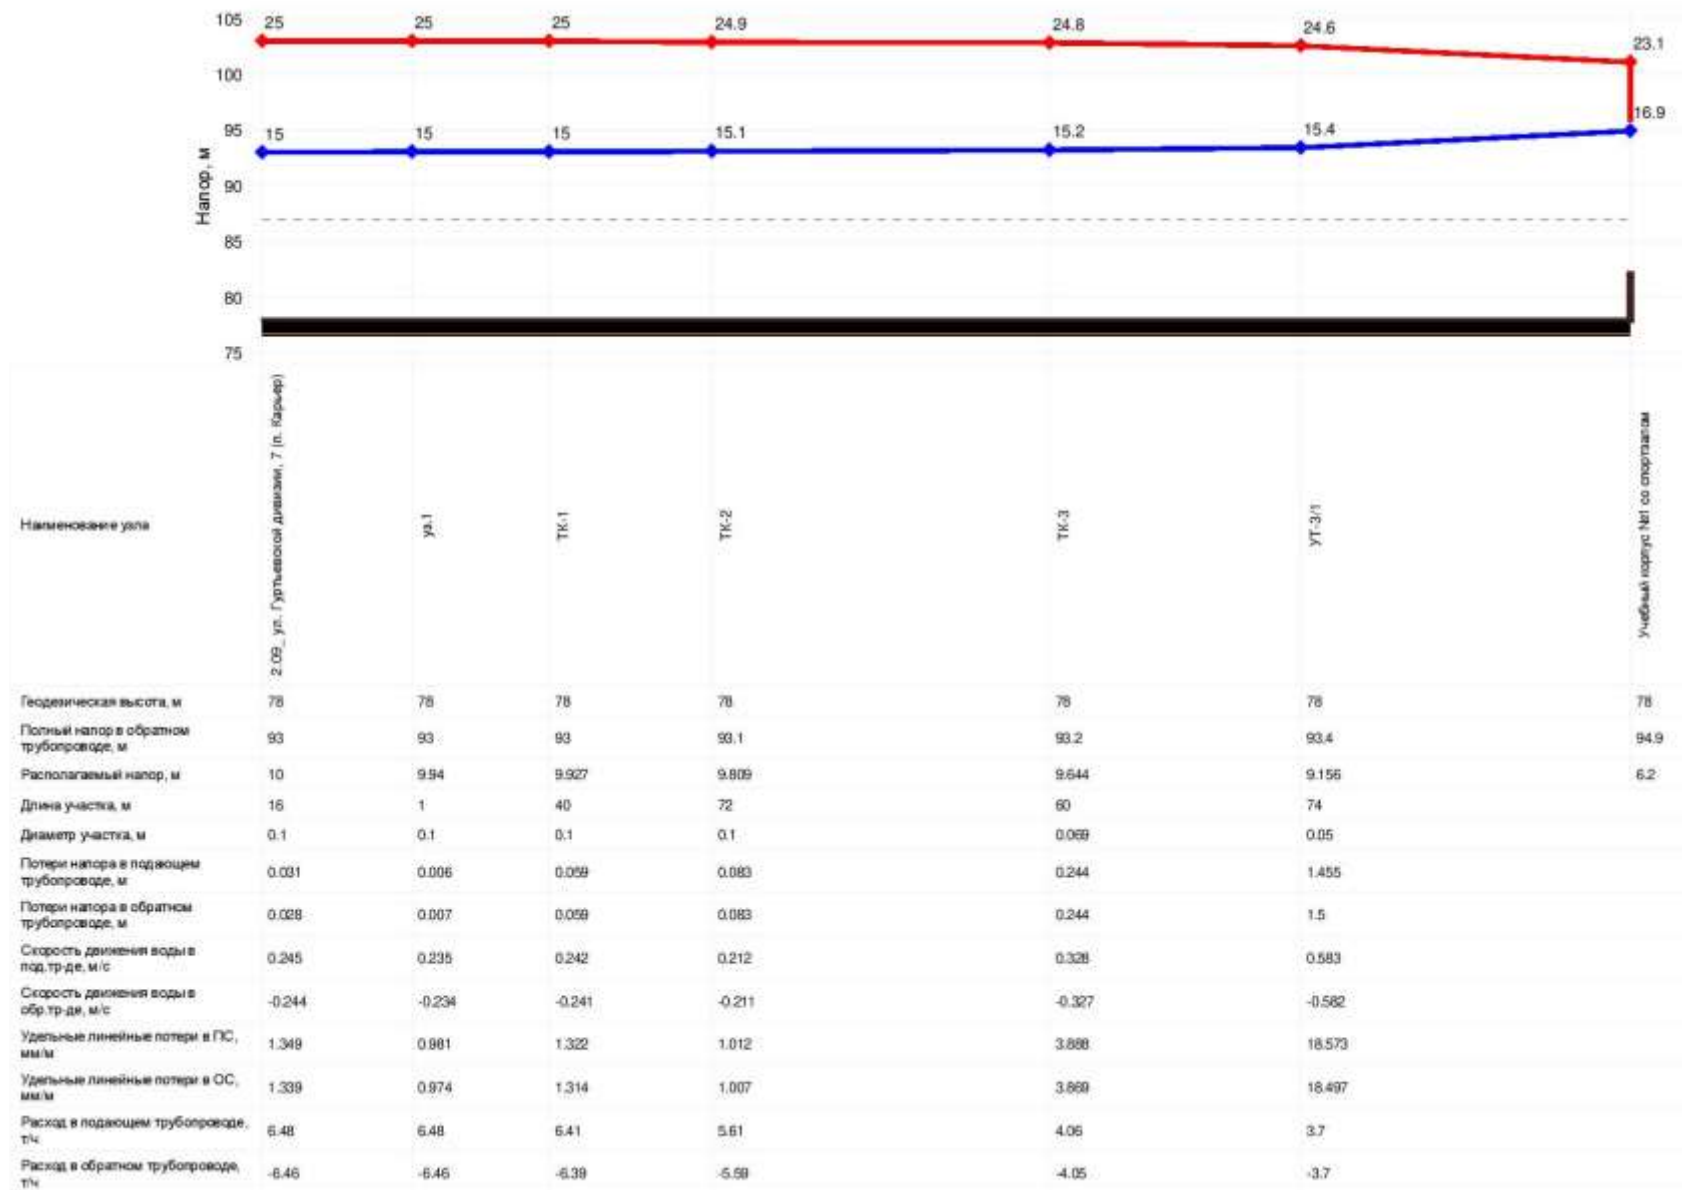 105 25 25 25 24.9 24.8 24.6 23.1
100
95 15 15 15 15.1 15.2 15.4 16.9
90
85
80
75
Напор, м
Наименование узла
2.09_ ул. Гуртьевской дивизии, 7 (п. Карьер)
уз.1
ТК-1
ТК-2
ТК-3
УТ-3/1
Учебный корпус №1 со спортзалом
Геодезическая высота, м 78 78 78 78 78 78 78
Полный напор в обратном
трубопроводе, м 93 93 93 93.1 93.2 93.4 94.9
Располагаемый напор, м 10 9.94 9.927 9.809 9.644 9.156 6.2
Длина участка, м 16 1 40 72 60 74
Диаметр участка, м 0.1 0.1 0.1 0.1 0.069 0.05
Потери напора в подающем
трубопроводе, м 0.031 0.006 0.059 0.083 0.244 1.455
Потери напора в обратном
трубопроводе, м 0.028 0.007 0.059 0.083 0.244 1.5
Скорость движения воды в
под.тр-де, м/с 0.245 0.235 0.242 0.212 0.328 0.583
Скорость движения воды в
обр.тр-де, м/с -0.244 -0.234 -0.241 -0.211 -0.327 -0.582
Удельные линейные потери в ПС,
мм/м 1.349 0.981 1.322 1.012 3.888 18.573
Удельные линейные потери в ОС,
мм/м 1.339 0.974 1.314 1.007 3.869 18.497
Расход в подающем трубопроводе,
т/ч 6.48 6.48 6.41 5.61 4.06 3.7
Расход в обратном трубопроводе,
т/ч -6.46 -6.46 -6.39 -5.59 -4.05 -3.7